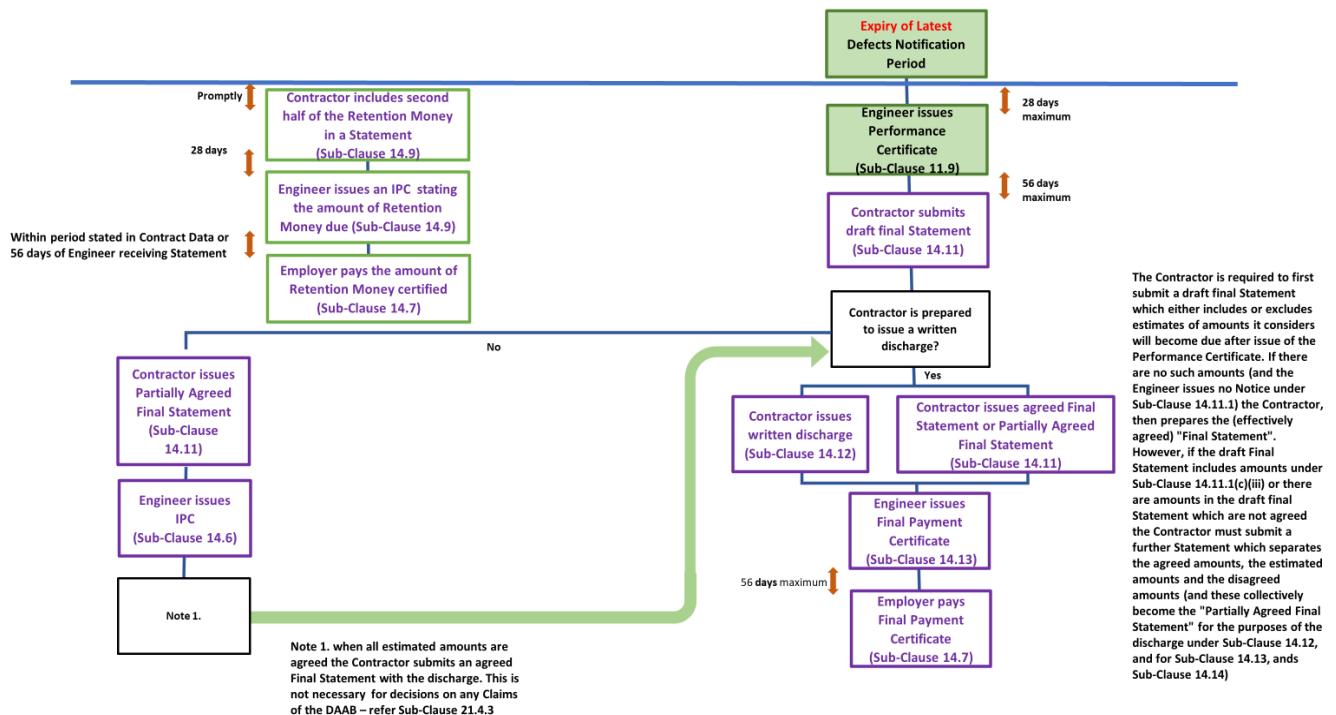 Expiry of Latest
Defects Notification
Period
Promptly
Contractor includes second
half of the Retention Money
in a Statement
(Sub-Clause 14.9)
28 days
Engineer issues an IPC stating
the amount of Retention
Money due (Sub-Clause 14.9)
Within period stated in Contract Data or
56 days of Engineer receiving Statement
Employer pays the amount of
Retention Money certified
(Sub-Clause 14.7)
28 days
maximum
Engineer issues
Performance
Certificate
(Sub-Clause 11.9)
56 days
maximum
Contractor submits
draft final Statement
(Sub-Clause 14.11)
Contractor is prepared
to issue a written
discharge?
No
Yes
Contractor issues
Partially Agreed
Final Statement
(Sub-Clause
14.11)
Engineer issues
IPC
(Sub-Clause 14.6)
Note 1.
Note 1. when all estimated amounts are
agreed the Contractor submits an agreed
Final Statement with the discharge. This is
not necessary for decisions on any Claims
of the DAAB – refer Sub-Clause 21.4.3
Contractor issues
written discharge
(Sub-Clause 14.12)
Contractor issues agreed Final
Statement or Partially Agreed
Final Statement
(Sub-Clause 14.11)
Engineer issues
Final Payment
Certificate
(Sub-Clause 14.13)
56 days maximum
Employer pays
Final Payment
Certificate
(Sub-Clause 14.7)
The Contractor is required to first
submit a draft final Statement
which either includes or excludes
estimates of amounts it considers
will become due after issue of the
Performance Certificate. If there
are no such amounts (and the
Engineer issues no Notice under
Sub-Clause 14.11.1) the Contractor,
then prepares the (effectively
agreed) "Final Statement".
However, if the draft Final
Statement includes amounts under
Sub-Clause 14.11.1(c)(iii) or there
are amounts in the draft final
Statement which are not agreed
the Contractor must submit a
further Statement which separates
the agreed amounts, the estimated
amounts and the disagreed
amounts (and these collectively
become the "Partially Agreed Final
Statement" for the purposes of the
discharge under Sub-Clause 14.12,
and for Sub-Clause 14.13, ands
Sub-Clause 14.14)